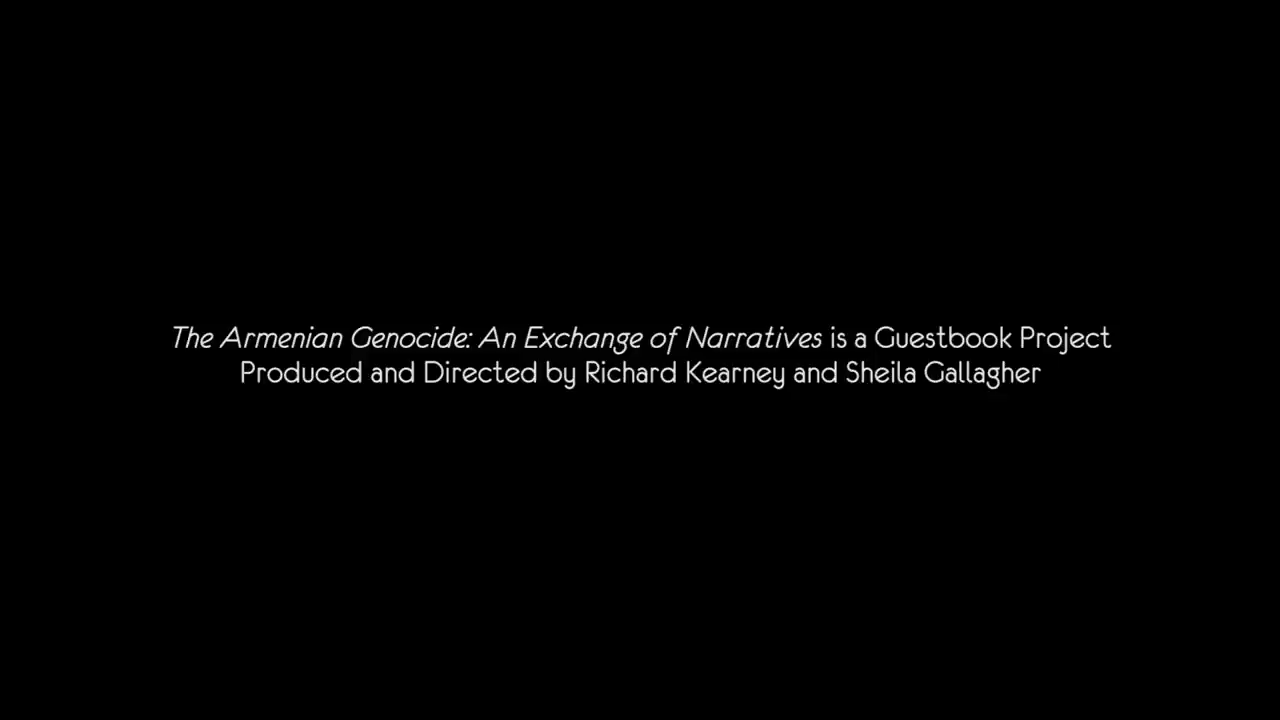 The Armenian Genocide: An Exchange of Narratives is a Guestbook Project
Produced and Directed by Richard Kearney and Sheila Gallagher